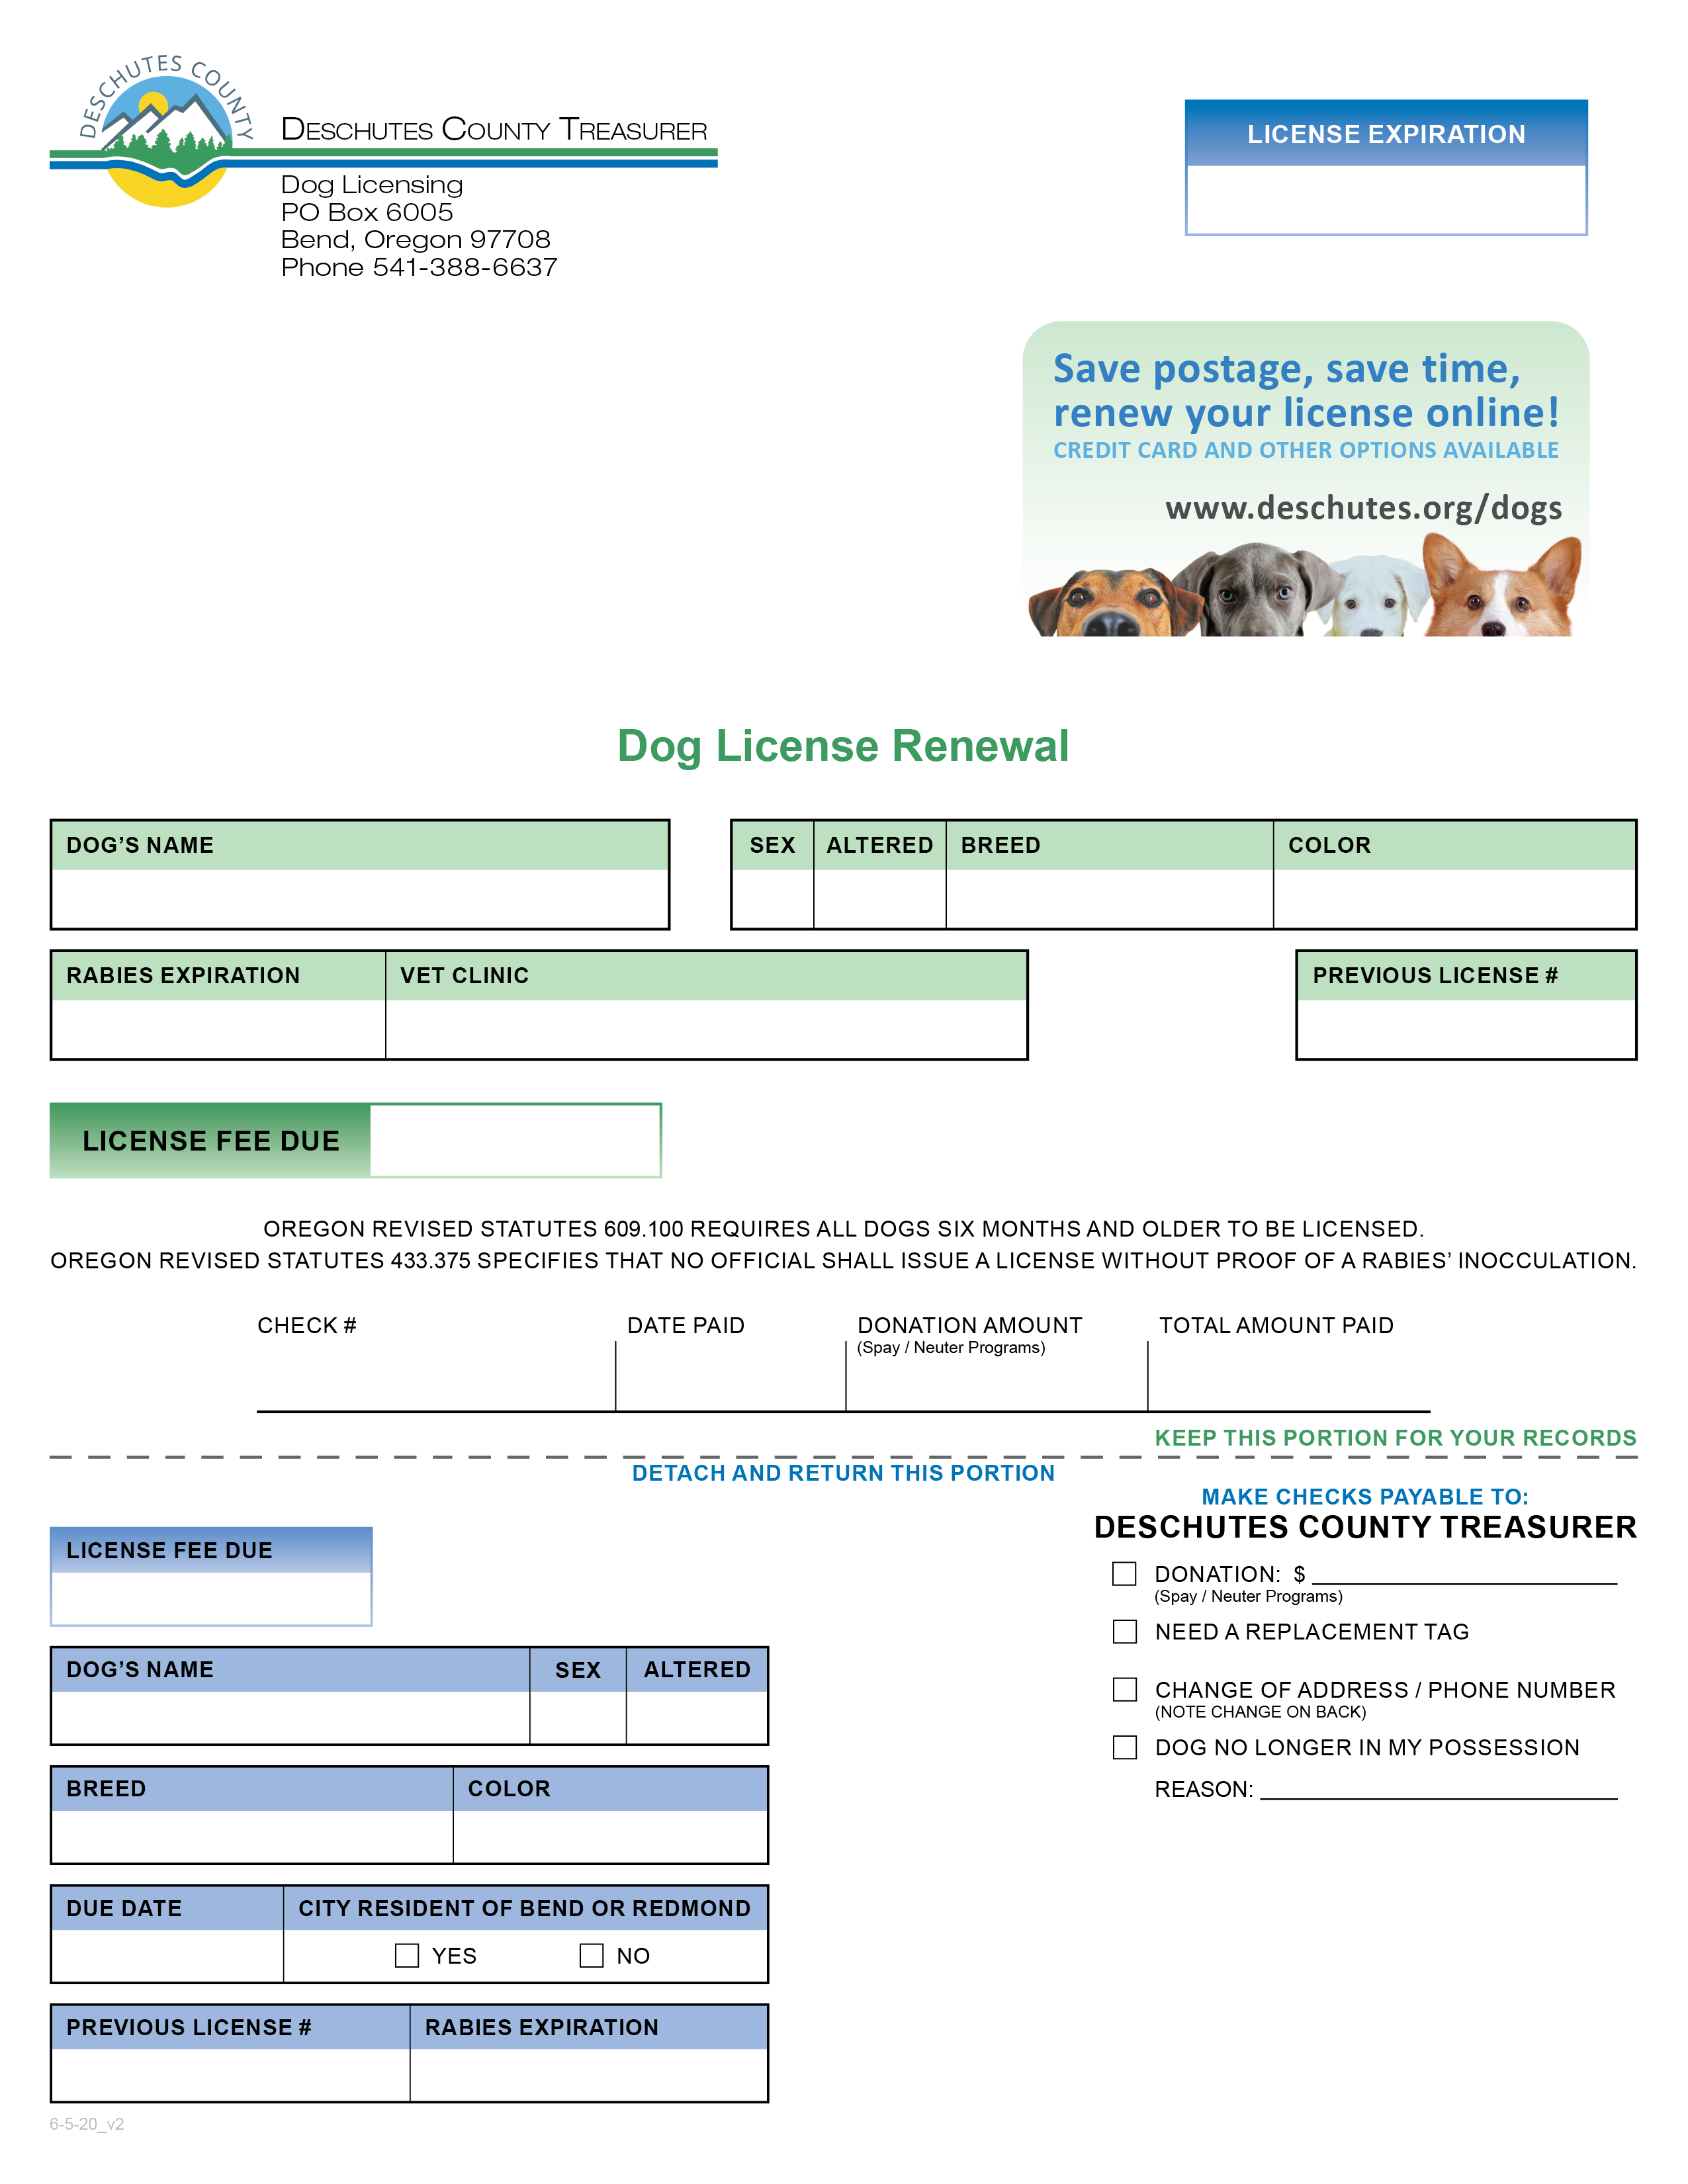 DESCHUTES COUNTY
DESCHUTES COUNTY TREASURER
Dog Licensing
PO Box 6005
Bend, Oregon 97708
Phone 541-388-6637
LICENSE EXPIRATION
Save postage, save time,
renew your license online!
CREDIT CARD AND OTHER OPTIONS AVAILABLE
www.deschutes.org/dogs
Dog License Renewal
DOG’S NAME
SEX ALTERED BREED COLOR
RABIES EXPIRATION VET CLINIC
PREVIOUS LICENSE #
LICENSE FEE DUE
OREGON REVISED STATUTES 609.100 REQUIRES ALL DOGS SIX MONTHS AND OLDER TO BE LICENSED.
OREGON REVISED STATUTES 433.375 SPECIFIES THAT NO OFFICIAL SHALL ISSUE A LICENSE WITHOUT PROOF OF A RABIES’ INOCCULATION.
CHECK # DATE PAID DONATION AMOUNT TOTAL AMOUNT PAID
(Spay / Neuter Programs)
KEEP THIS PORTION FOR YOUR RECORDS
DETACH AND RETURN THIS PORTION
MAKE CHECKS PAYABLE TO:
DESCHUTES COUNTY TREASURER
DONATION: $
(Spay / Neuter Programs)
NEED A REPLACEMENT TAG
CHANGE OF ADDRESS / PHONE NUMBER
(NOTE CHANGE ON BACK)
DOG NO LONGER IN MY POSSESSION
REASON:
LICENSE FEE DUE
DOG’S NAME SEX ALTERED
BREED COLOR
DUE DATE CITY RESIDENT OF BEND OR REDMOND
YES NO
PREVIOUS LICENSE # RABIES EXPIRATION
6-5-20_v2